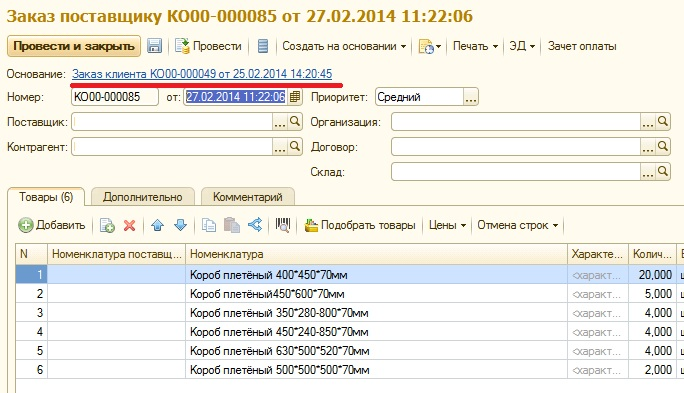 Заказ поставщику КО00-000085 от 27.02.2014 11:22:06
Провести и закрыть Провести Создать на основании Печать ЭД Зачет оплаты
Основание: Заказ клиента КО00-000049 от 25.02.2014 14:20:45
Номер: КО00-000085 от: 27.02.2014 11:22:06 Приоритет: Средний ...
Поставщик: ... Организация: ...
Контрагент: ... Договор: ...
Склад: ...
Товары (6) Дополнительно Комментарий
Добавить Подобрать товары Цены Отмена строк
N Номенклатура поставщ... Номенклатура Характе... Колич...
1 Короб плетёный 400*450*70мм <характ... 20,000
2 Короб плетёный450*600*70мм <характ... 5,000
3 Короб плетёный 350*280-800*70мм <характ... 4,000
4 Короб плетёный 450*240-850*70мм <характ... 4,000
5 Короб плетёный 630*500*520*70мм <характ... 4,000
6 Короб плетёный 500*500*500*70мм <характ... 2,000